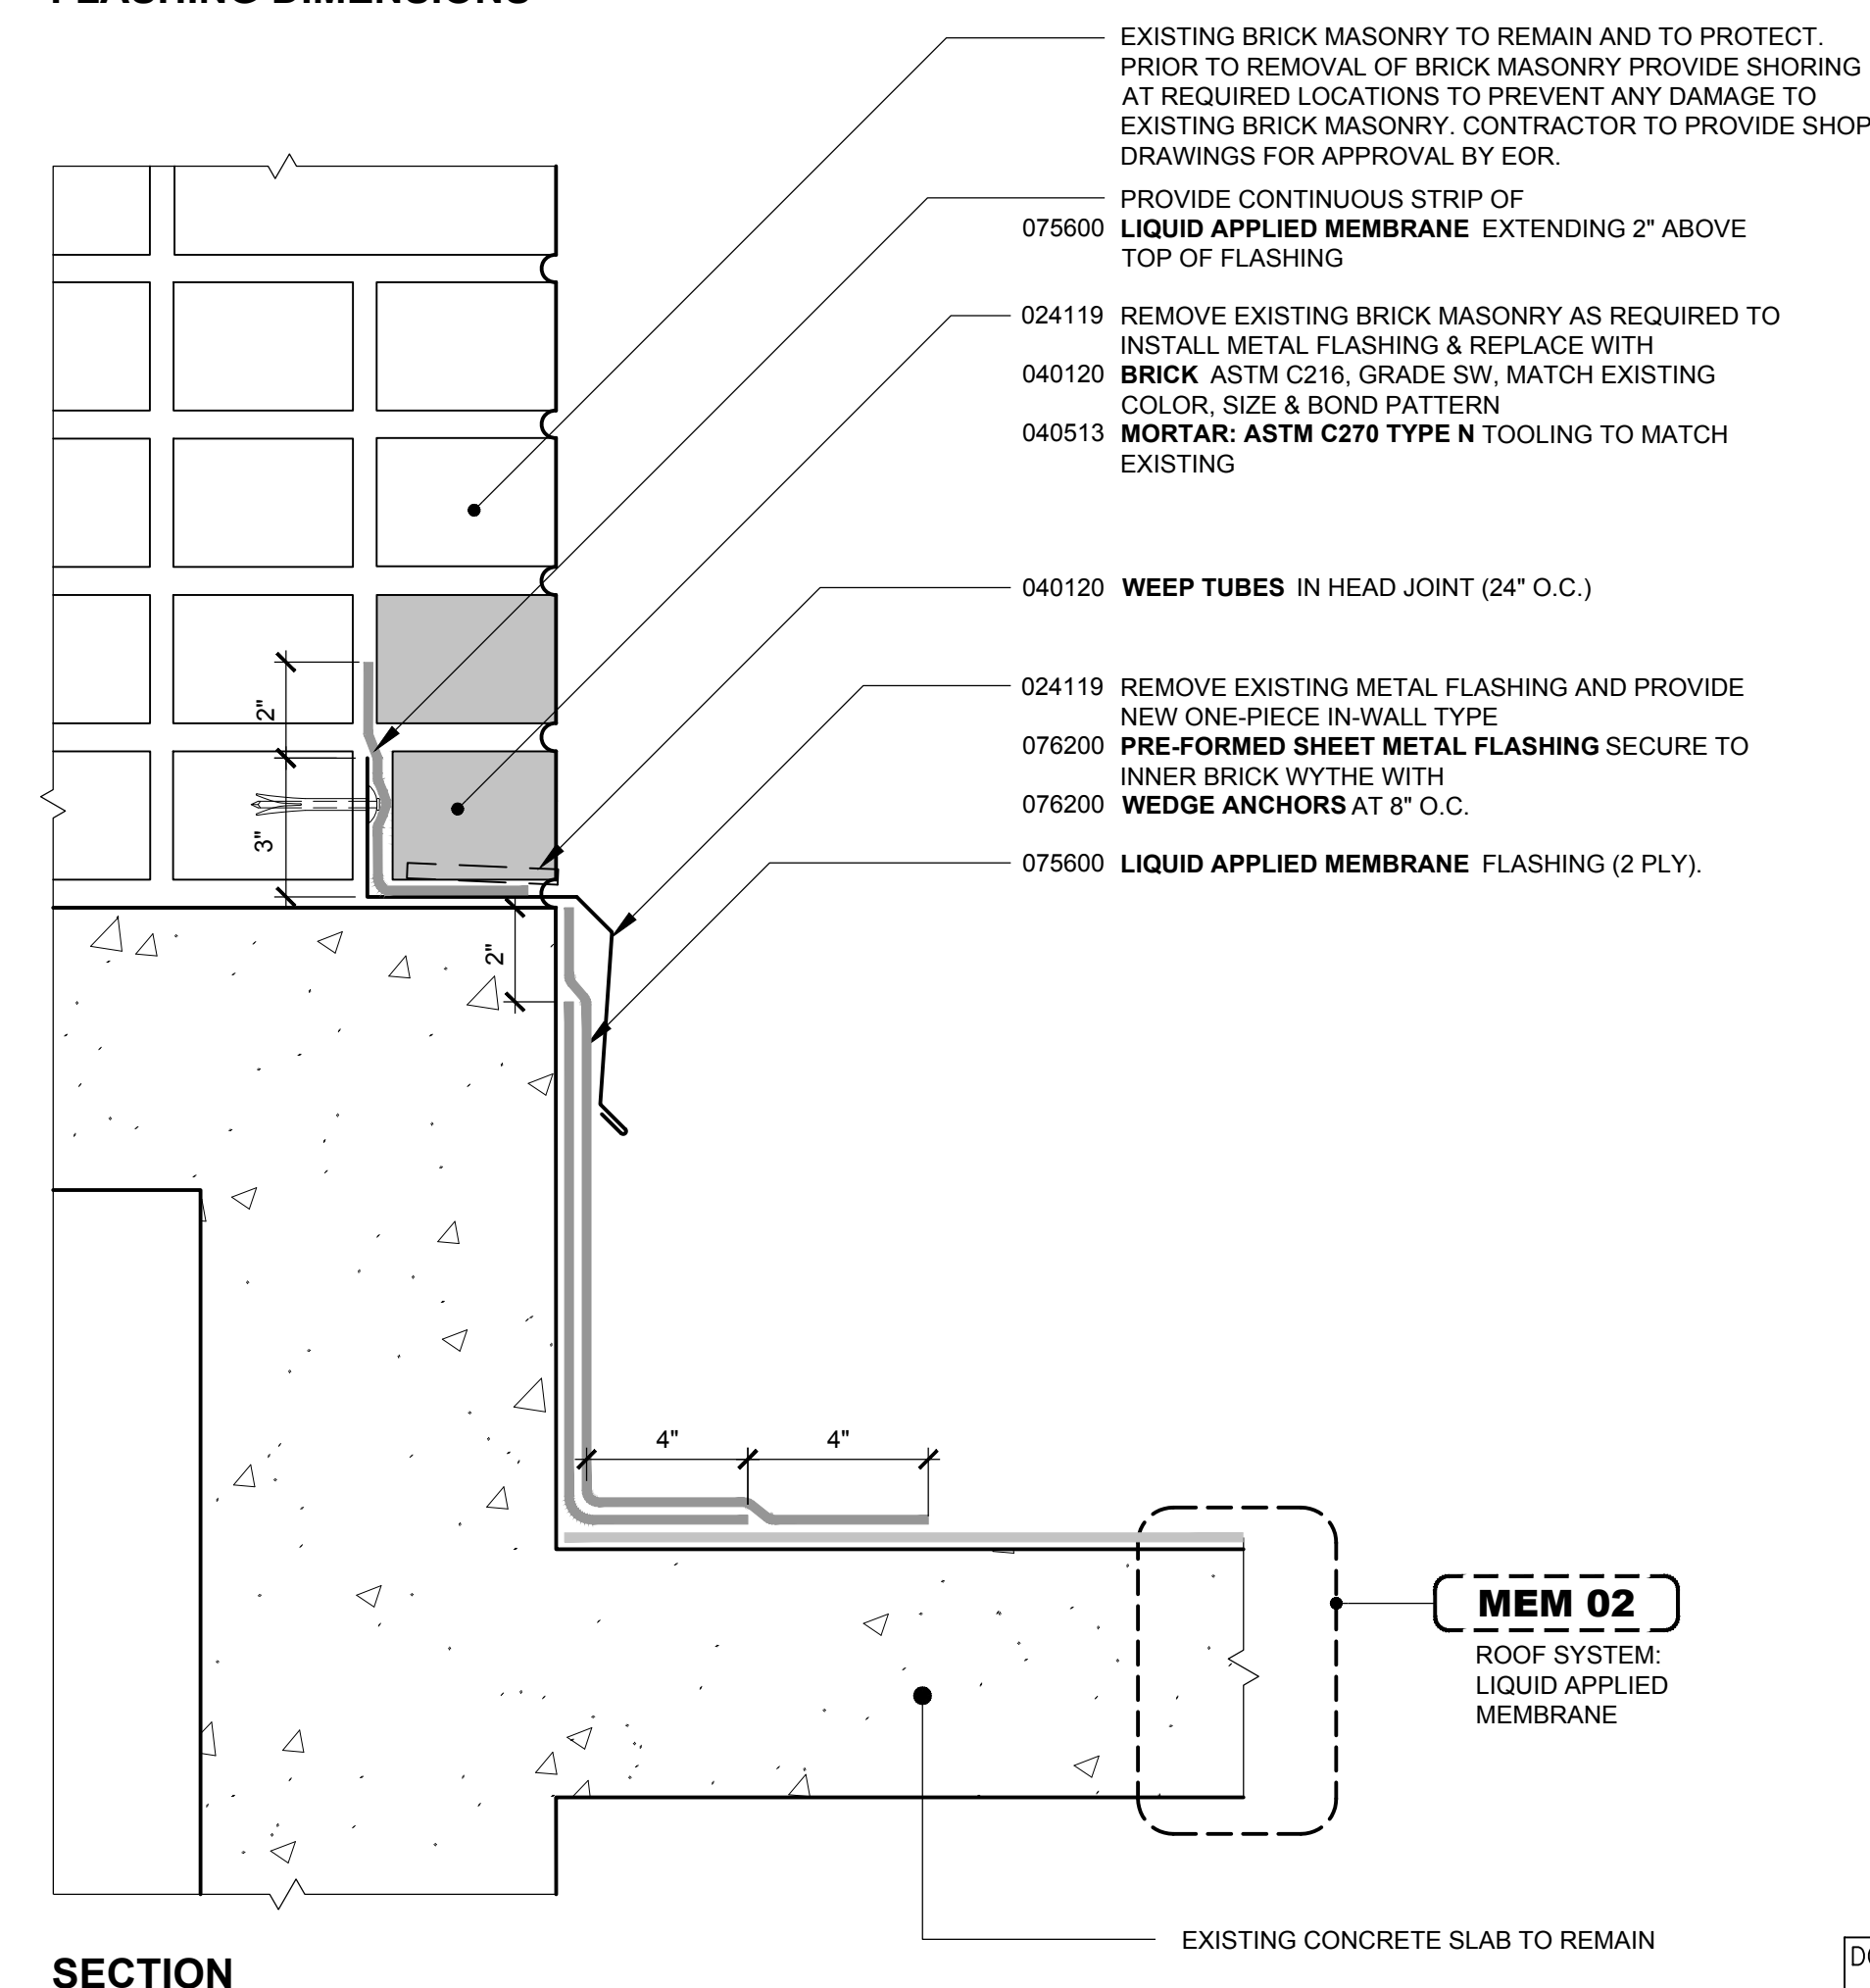 FLASHING DIMENSIONS
EXISTING BRICK MASONRY TO REMAIN AND TO PROTECT.
PRIOR TO REMOVAL OF BRICK MASONRY PROVIDE SHORING
AT REQUIRED LOCATIONS TO PREVENT ANY DAMAGE TO
EXISTING BRICK MASONRY. CONTRACTOR TO PROVIDE SHOP
DRAWINGS FOR APPROVAL BY EOR.
PROVIDE CONTINUOUS STRIP OF
075600 LIQUID APPLIED MEMBRANE EXTENDING 2" ABOVE
TOP OF FLASHING
024119 REMOVE EXISTING BRICK MASONRY AS REQUIRED TO
INSTALL METAL FLASHING & REPLACE WITH
040120 BRICK ASTM C216, GRADE SW, MATCH EXISTING
COLOR, SIZE & BOND PATTERN
040513 MORTAR: ASTM C270 TYPE N TOOLING TO MATCH
EXISTING
040120 WEEP TUBES IN HEAD JOINT (24" O.C.)
024119 REMOVE EXISTING METAL FLASHING AND PROVIDE
NEW ONE-PIECE IN-WALL TYPE
076200 PRE-FORMED SHEET METAL FLASHING SECURE TO
INNER BRICK WYTHE WITH
076200 WEDGE ANCHORS AT 8" O.C.
075600 LIQUID APPLIED MEMBRANE FLASHING (2 PLY).
2"
3"
2"
4"
4"
MEM 02
ROOF SYSTEM:
LIQUID APPLIED
MEMBRANE
EXISTING CONCRETE SLAB TO REMAIN
SECTION